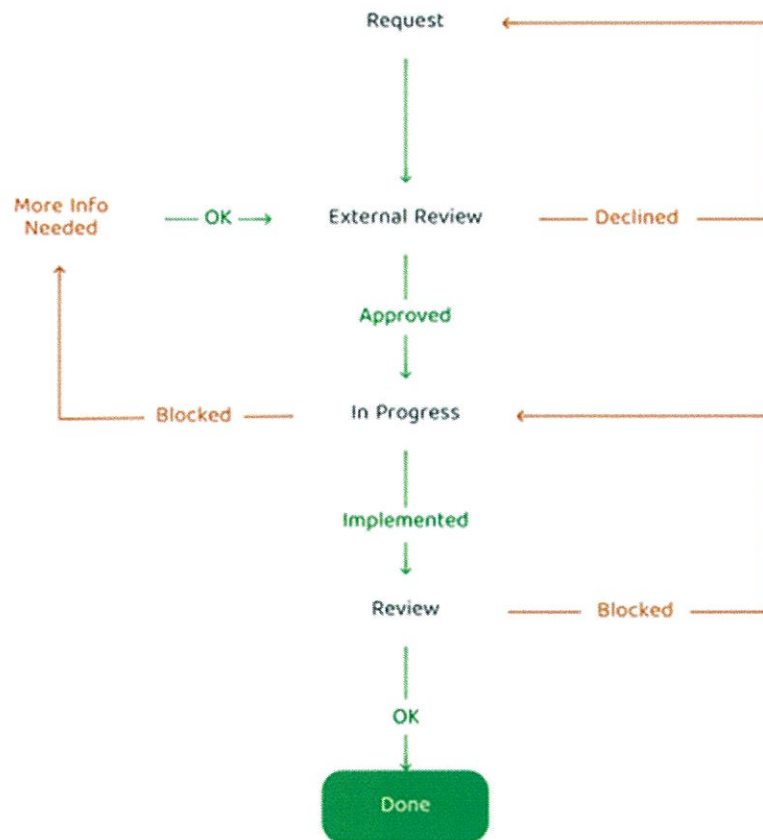 Request
More Info
Needed
OK
External Review
Declined
Approved
Blocked
In Progress
Implemented
Review
Blocked
OK
Done